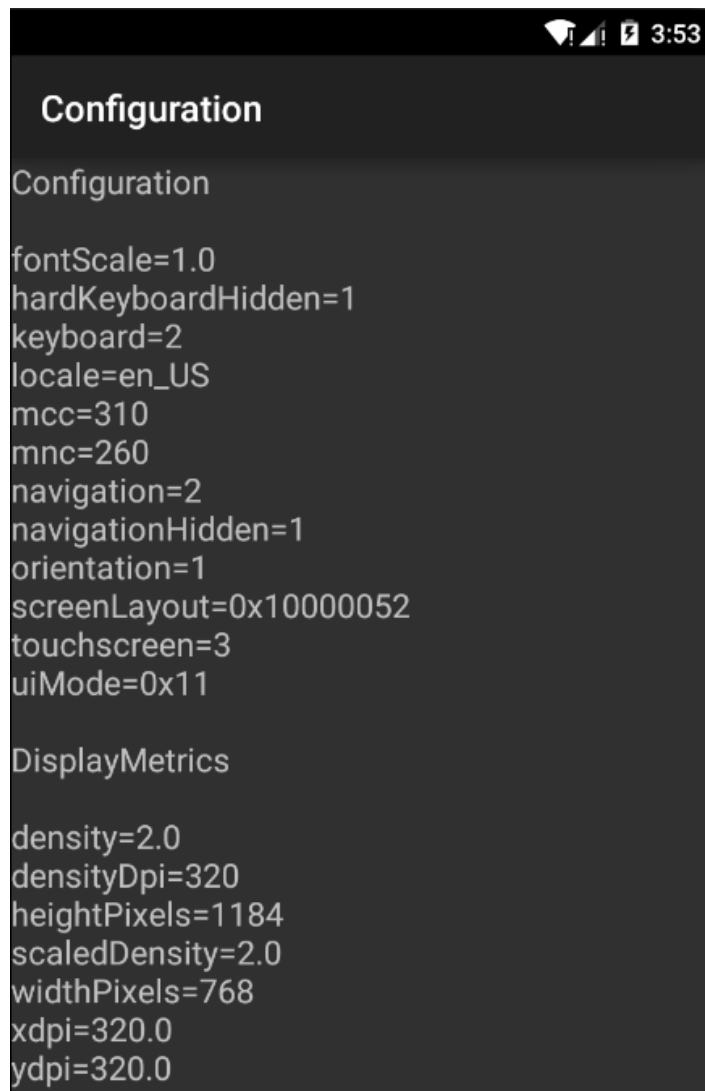 3:53
Configuration
Configuration
fontScale=1.0
hardKeyboardHidden=1
keyboard=2
locale=en_US
mcc=310
mnc=260
navigation=2
navigationHidden=1
orientation=1
screenLayout=0x10000052
touchscreen=3
uiMode=0x11
DisplayMetrics
density=2.0
densityDpi=320
heightPixels=1184
scaledDensity=2.0
widthPixels=768
xdpi=320.0
ydpi=320.0